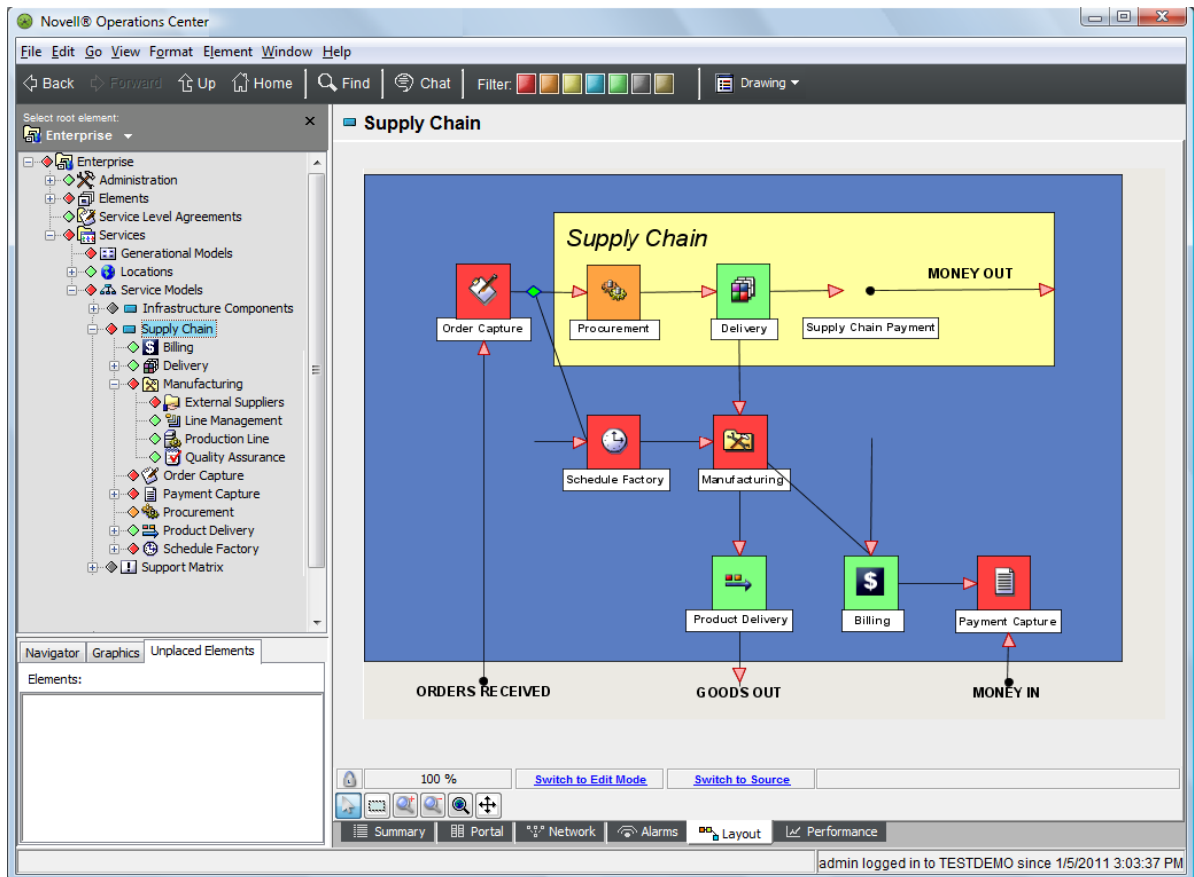 Novell® Operations Center
File Edit Go View Format Element Window Help
Back Forward Up Home Find Chat Filter: Drawing
Select root element:
Enterprise
Supply Chain
Enterprise
Administration
Elements
Service Level Agreements
Services
Generational Models
Locations
Service Models
Infrastructure Components
Supply Chain
Billing
Delivery
Manufacturing
External Suppliers
Line Management
Production Line
Quality Assurance
Order Capture
Payment Capture
Procurement
Product Delivery
Schedule Factory
Support Matrix
Navigator Graphics Unplaced Elements
Elements:
Supply Chain
MONEY OUT
Order Capture Procurement Delivery Supply Chain Payment
Schedule Factory Manufacturing
Product Delivery Billing Payment Capture
ORDERS RECEIVED GOODS OUT MONEY IN
100 % Switch to Edit Mode Switch to Source
Summary Portal Network Alarms Layout Performance
admin logged in to TESTDEMO since 1/5/2011 3:03:37 PM